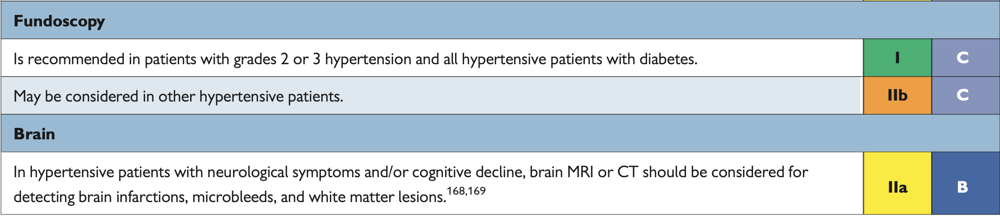 Fundoscopy
Is recommended in patients with grades 2 or 3 hypertension and all hypertensive patients with diabetes. I C
May be considered in other hypertensive patients. IIb C
Brain
In hypertensive patients with neurological symptoms and/or cognitive decline, brain MRI or CT should be considered for
detecting brain infarctions, microbleeds, and white matter lesions.168,169 IIa B